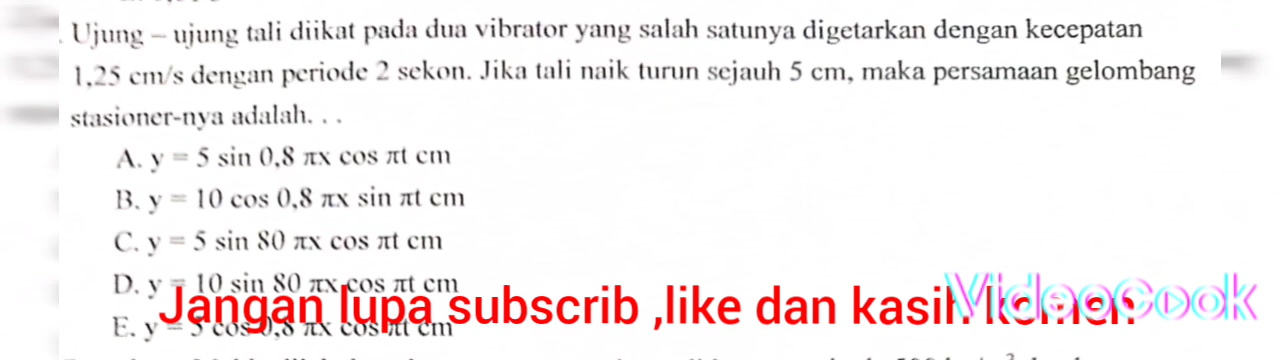 Ujung – ujung tali diikat pada dua vibrator yang salah satunya digetarkan dengan kecepatan
1,25 cm/s dengan periode 2 sekon. Jika tali naik turun sejauh 5 cm, maka persamaan gelombang
stasioner-nya adalah. . .
A. y = 5 sin 0,8 πx cos πt cm
B. y = 10 cos 0,8 πx sin πt cm
C. y = 5 sin 80 πx cos πt cm
D. y = 10 sin 80 πx cos πt cm
Jangan lupa subscrib ,like dan kasih komen
VideoCook
E. y = 5 cos 0,8 πx cos πt cm